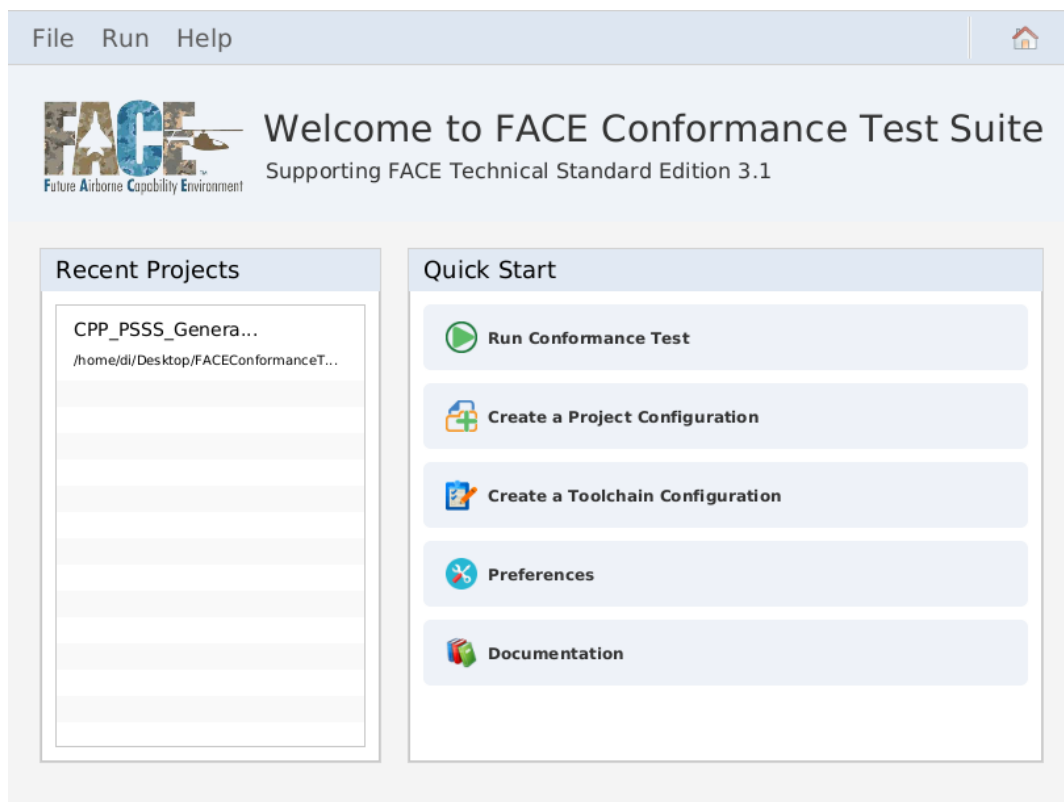 File Run Help
FACE
Future Airborne Capability Environment
Welcome to FACE Conformance Test Suite
Supporting FACE Technical Standard Edition 3.1
Recent Projects
CPP_PSSS_Genera...
/home/di/Desktop/FACEConformanceT...
Quick Start
Run Conformance Test
Create a Project Configuration
Create a Toolchain Configuration
Preferences
Documentation